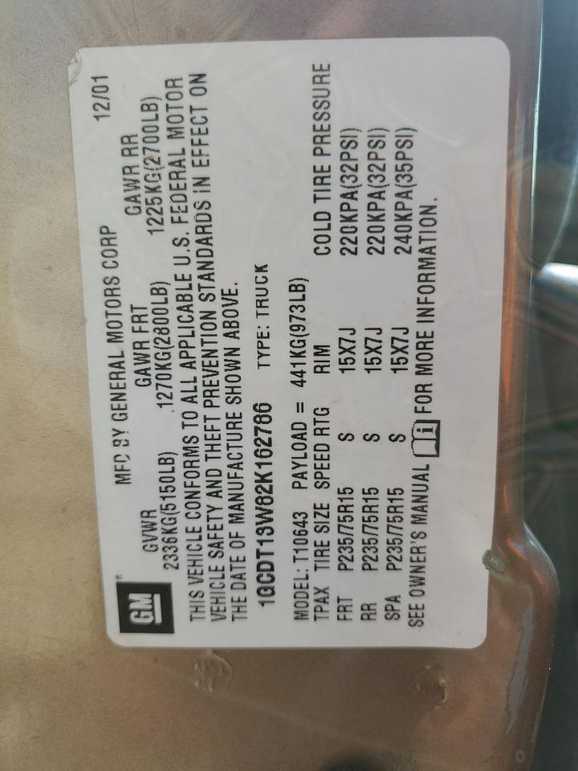 GM® MFD BY GENERAL MOTORS CORP 12/01
GVWR GAWR FRT GAWR RR
2336KG(5150LB) 1270KG(2800LB) 1225KG(2700LB)
THIS VEHICLE CONFORMS TO ALL APPLICABLE U.S. FEDERAL MOTOR
VEHICLE SAFETY AND THEFT PREVENTION STANDARDS IN EFFECT ON
THE DATE OF MANUFACTURE SHOWN ABOVE.
1GCDT13W82K162786 TYPE: TRUCK
MODEL: T10643 PAYLOAD = 441KG(973LB)
TPAX TIRE SIZE SPEED RTG RIM COLD TIRE PRESSURE
FRT P235/75R15 S 15X7J 220KPA(32PSI)
RR P235/75R15 S 15X7J 220KPA(32PSI)
SPA P235/75R15 S 15X7J 240KPA(35PSI)
SEE OWNER'S MANUAL i FOR MORE INFORMATION.